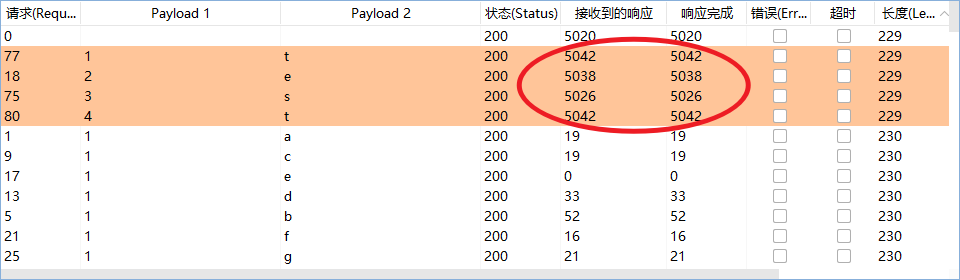 请求(Requ... Payload 1 Payload 2 状态(Status) 接收到的响应 响应完成 错误(Err... 超时 长度(Le...
0 200 5020 5020 229
77 1 t 200 5042 5042 229
18 2 e 200 5038 5038 229
75 3 s 200 5026 5026 229
80 4 t 200 5042 5042 229
1 1 a 200 19 19 230
9 1 c 200 19 19 230
17 1 e 200 0 0 230
13 1 d 200 33 33 230
5 1 b 200 52 52 230
21 1 f 200 16 16 230
25 1 g 200 21 21 230